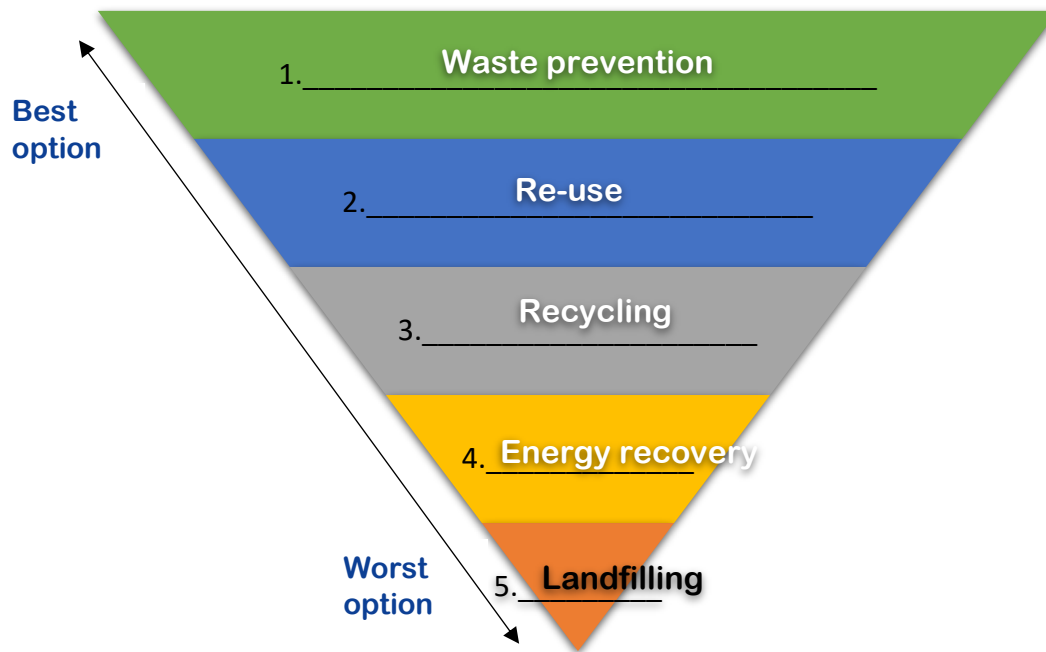 1. Waste prevention
Best
option
2. Re-use
3. Recycling
4. Energy recovery
Worst
option
5. Landfilling